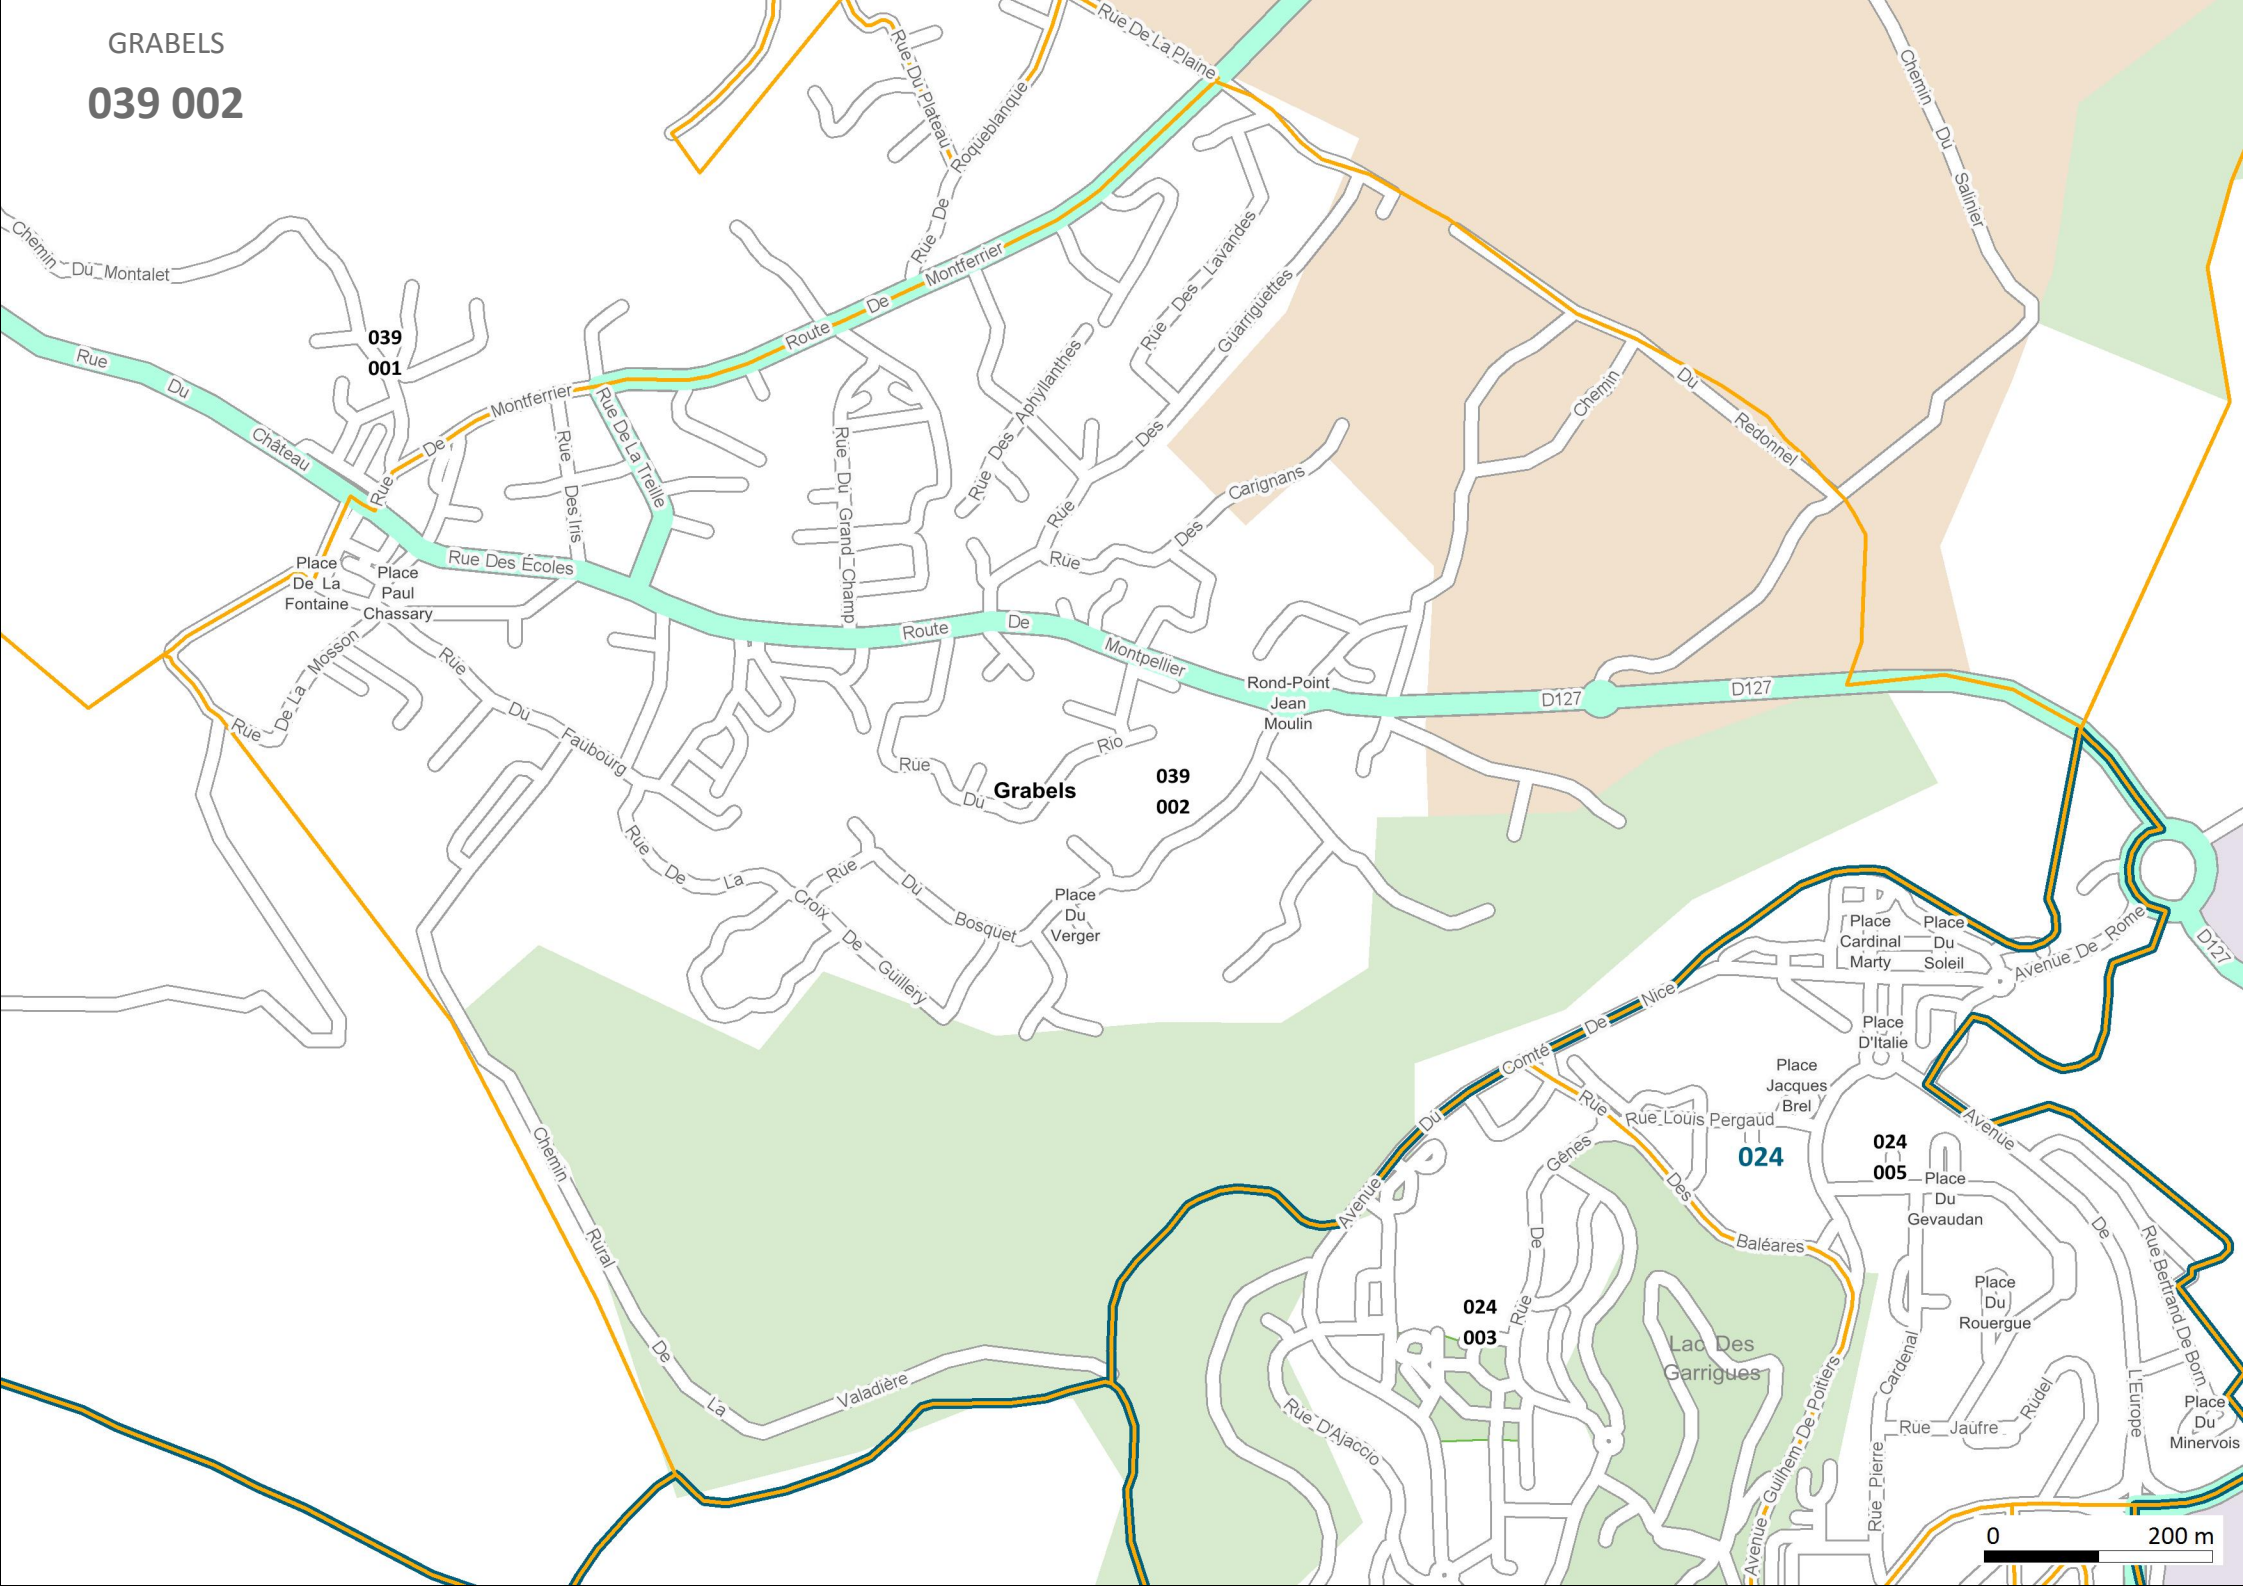 GRABELS
039 002
Rue De La Plaine
Rue Du Plateau
Rue De Roqueblanque
Chemin Du Salinier
Chemin Du Montalet
039
001
Rue Du Château
Rue De Montferrier
Route De Montferrier
Rue De La Treille
Rue Des Iris
Rue Des Écoles
Rue Du Grand Champ
Rue Des Aphyllanthes
Rue Des Lavandes
Rue Des Guarriguettes
Rue Des Carignans
Chemin Du Redonnel
Place
De La
Fontaine
Place
Paul
Chassary
Rue De La Mosson
Rue Du Faubourg
Route De Montpellier
Rond-Point
Jean
Moulin
D127
D127
Rue Du Rio
Grabels
039
002
Rue De La Croix De Guillery
Rue Du Bosquet
Place
Du
Verger
Place
Cardinal
Marty
Place
Du
Soleil
Avenue De Rome
D127
Avenue Du Comté De Nice
Place
D'Italie
Place
Jacques
Brel
Rue Louis Pergaud
024
024
005
Place
Du
Gevaudan
Avenue De L'Europe
Rue Bertrand De Born
Rue Des Baléares
Rue De Gênes
024
003
Lac Des
Garrigues
Place
Du
Rouergue
Place
Du
Minervois
Rue Pierre Cardenal
Rue Jaufre Rudel
Avenue Guilhem De Poitiers
Rue D'Ajaccio
Chemin Rural De La Valadière
0 200 m